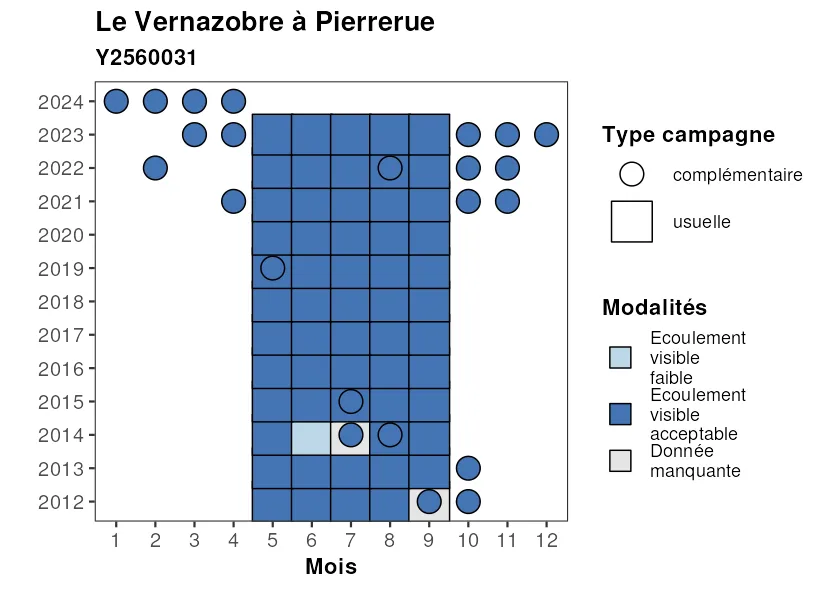 Le Vernazobre à Pierrerue
Y2560031
2024
2023
2022
2021
2020
2019
2018
2017
2016
2015
2014
2013
2012
1 2 3 4 5 6 7 8 9 10 11 12
Mois
Type campagne
complémentaire
usuelle
Modalités
Ecoulement
visible
faible
Ecoulement
visible
acceptable
Donnée
manquante